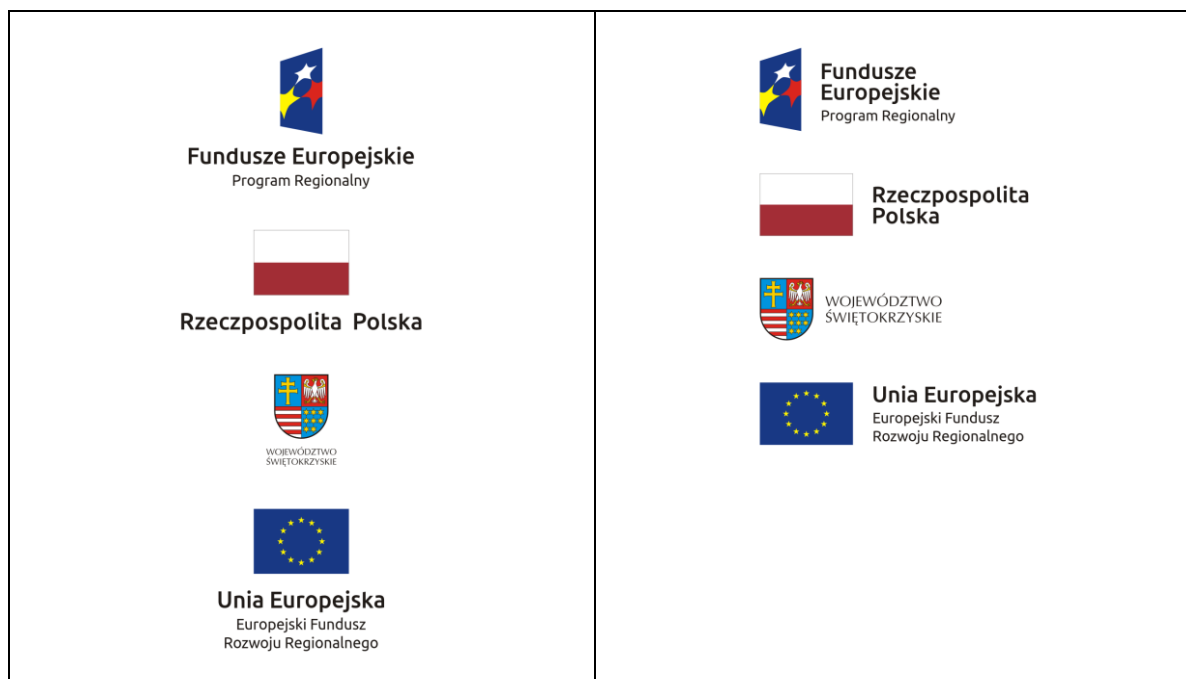 Fundusze Europejskie
Program Regionalny
Rzeczpospolita Polska
WOJEWÓDZTWO
ŚWIĘTOKRZYSKIE
Unia Europejska
Europejski Fundusz
Rozwoju Regionalnego
Fundusze
Europejskie
Program Regionalny
Rzeczpospolita
Polska
WOJEWÓDZTWO
ŚWIĘTOKRZYSKIE
Unia Europejska
Europejski Fundusz
Rozwoju Regionalnego